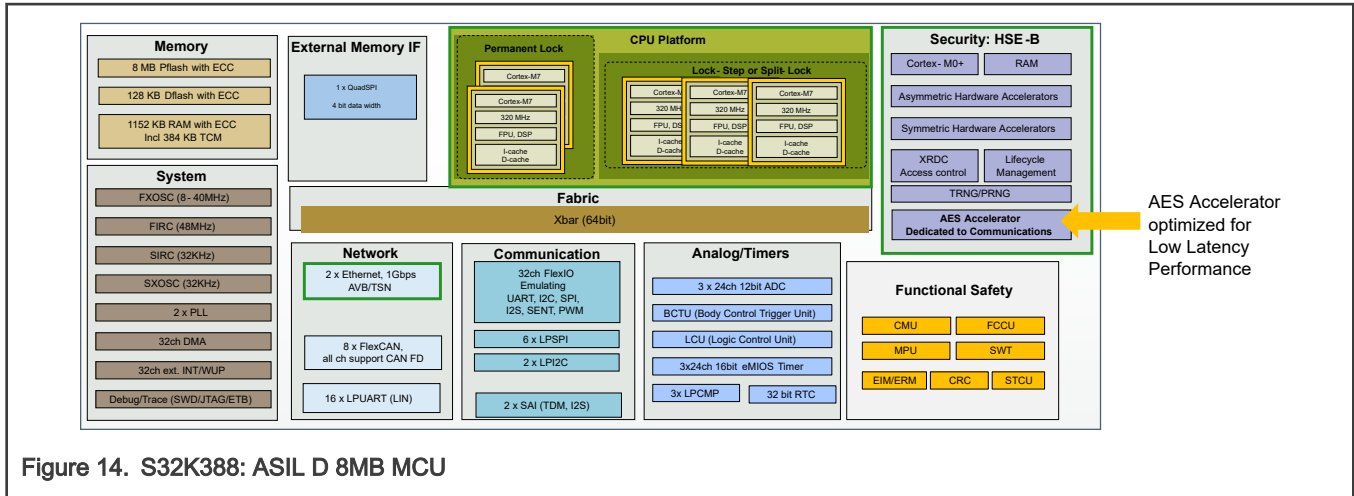 Memory
8 MB Pflash with ECC
128 KB Dflash with ECC
1152 KB RAM with ECC
Incl 384 KB TCM
System
FXOSC (8- 40MHz)
FIRC (48MHz)
SIRC (32KHz)
SXOSC (32KHz)
2 x PLL
32ch DMA
32ch ext. INT/WUP
Debug/Trace (SWD/JTAG/ETB)
External Memory IF
1 x QuadSPI
4 bit data width
CPU Platform
Permanent Lock
Cortex-M7
Cortex-M7
320 MHz
FPU, DSP
I-cache
D-cache
Lock- Step or Split- Lock
Cortex-M
320 MH
FPU, DS
I-cache
D-cache
Cortex-M7
320 MHz
FPU, DSP
I-cache
D-cache
Cortex-M7
320 MHz
FPU, DSP
I-cache
D-cache
Security: HSE -B
Cortex- M0+
RAM
Asymmetric Hardware Accelerators
Symmetric Hardware Accelerators
XRDC
Access control
Lifecycle
Management
TRNG/PRNG
AES Accelerator
Dedicated to Communications
AES Accelerator
optimized for
Low Latency
Performance
Fabric
Xbar (64bit)
Network
2 x Ethernet, 1Gbps
AVB/TSN
8 x FlexCAN,
all ch support CAN FD
16 x LPUART (LIN)
Communication
32ch FlexIO
Emulating
UART, I2C, SPI,
I2S, SENT, PWM
6 x LPSPI
2 x LPI2C
2 x SAI (TDM, I2S)
Analog/Timers
3 x 24ch 12bit ADC
BCTU (Body Control Trigger Unit)
LCU (Logic Control Unit)
3x24ch 16bit eMIOS Timer
3x LPCMP
32 bit RTC
Functional Safety
CMU
FCCU
MPU
SWT
EIM/ERM
CRC
STCU
Figure 14. S32K388: ASIL D 8MB MCU